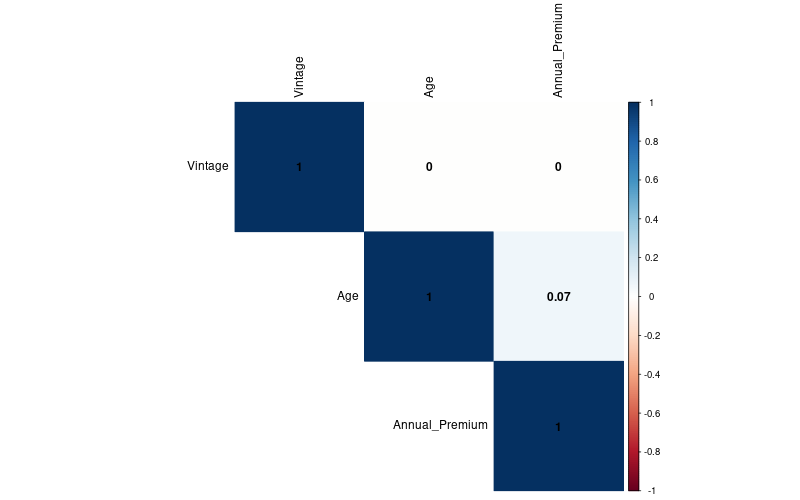 Vintage
Age
Annual_Premium
Vintage 1 0 0
Age 1 0.07
Annual_Premium 1
1
0.8
0.6
0.4
0.2
0
-0.2
-0.4
-0.6
-0.8
-1